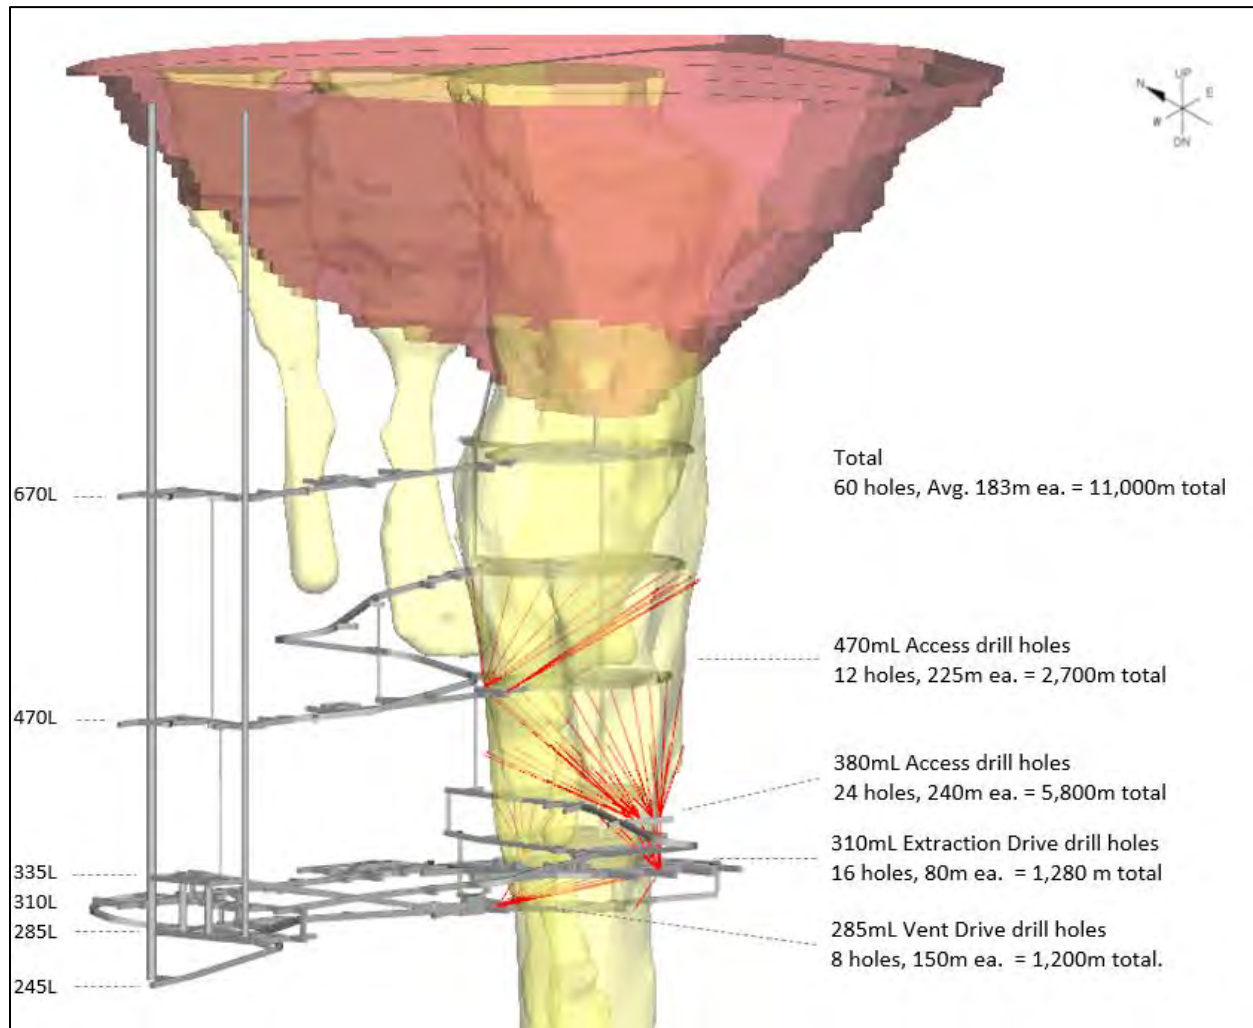 UP
N
E
W
DN
Total
60 holes, Avg. 183m ea. = 11,000m total
670L
470mL Access drill holes
12 holes, 225m ea. = 2,700m total
470L
380mL Access drill holes
24 holes, 240m ea. = 5,800m total
310mL Extraction Drive drill holes
16 holes, 80m ea. = 1,280 m total
335L
310L
285L
285mL Vent Drive drill holes
8 holes, 150m ea. = 1,200m total.
245L